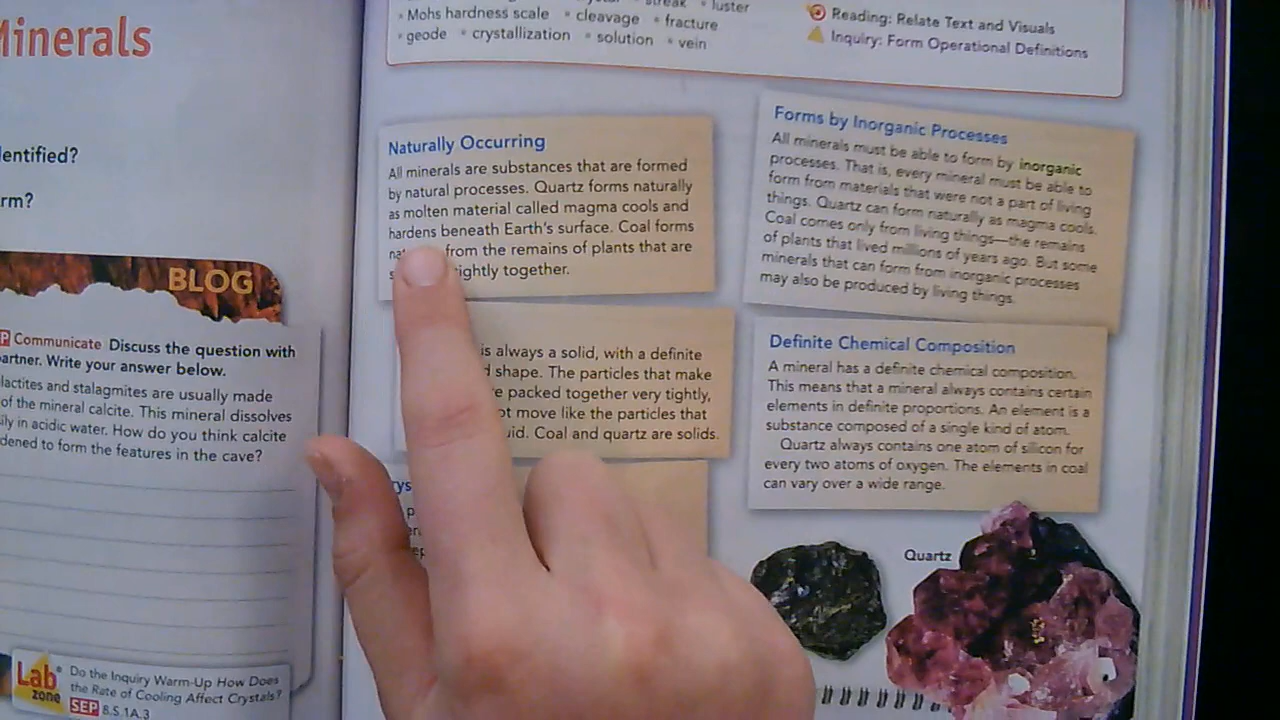 Minerals
entified?
rm?
BLOG
Communicate Discuss the question with
artner. Write your answer below.
lactites and stalagmites are usually made
of the mineral calcite. This mineral dissolves
ily in acidic water. How do you think calcite
dened to form the features in the cave?
Lab zone
Do the Inquiry Warm-Up How Does
the Rate of Cooling Affect Crystals?
SEP 8.S.1A.3
streak • luster
• Mohs hardness scale • cleavage • fracture
• geode • crystallization • solution • vein
Reading: Relate Text and Visuals
Inquiry: Form Operational Definitions
Naturally Occurring
All minerals are substances that are formed
by natural processes. Quartz forms naturally
as molten material called magma cools and
hardens beneath Earth's surface. Coal forms
from the remains of plants that are
tightly together.
is always a solid, with a definite
shape. The particles that make
packed together very tightly,
move like the particles that
Coal and quartz are solids.
Forms by Inorganic Processes
All minerals must be able to form by inorganic
processes. That is, every mineral must be able to
form from materials that were not a part of living
things. Quartz can form naturally as magma cools.
Coal comes only from living things—the remains
of plants that lived millions of years ago. But some
minerals that can form from inorganic processes
may also be produced by living things.
Definite Chemical Composition
A mineral has a definite chemical composition.
This means that a mineral always contains certain
elements in definite proportions. An element is a
substance composed of a single kind of atom.
Quartz always contains one atom of silicon for
every two atoms of oxygen. The elements in coal
can vary over a wide range.
Quartz